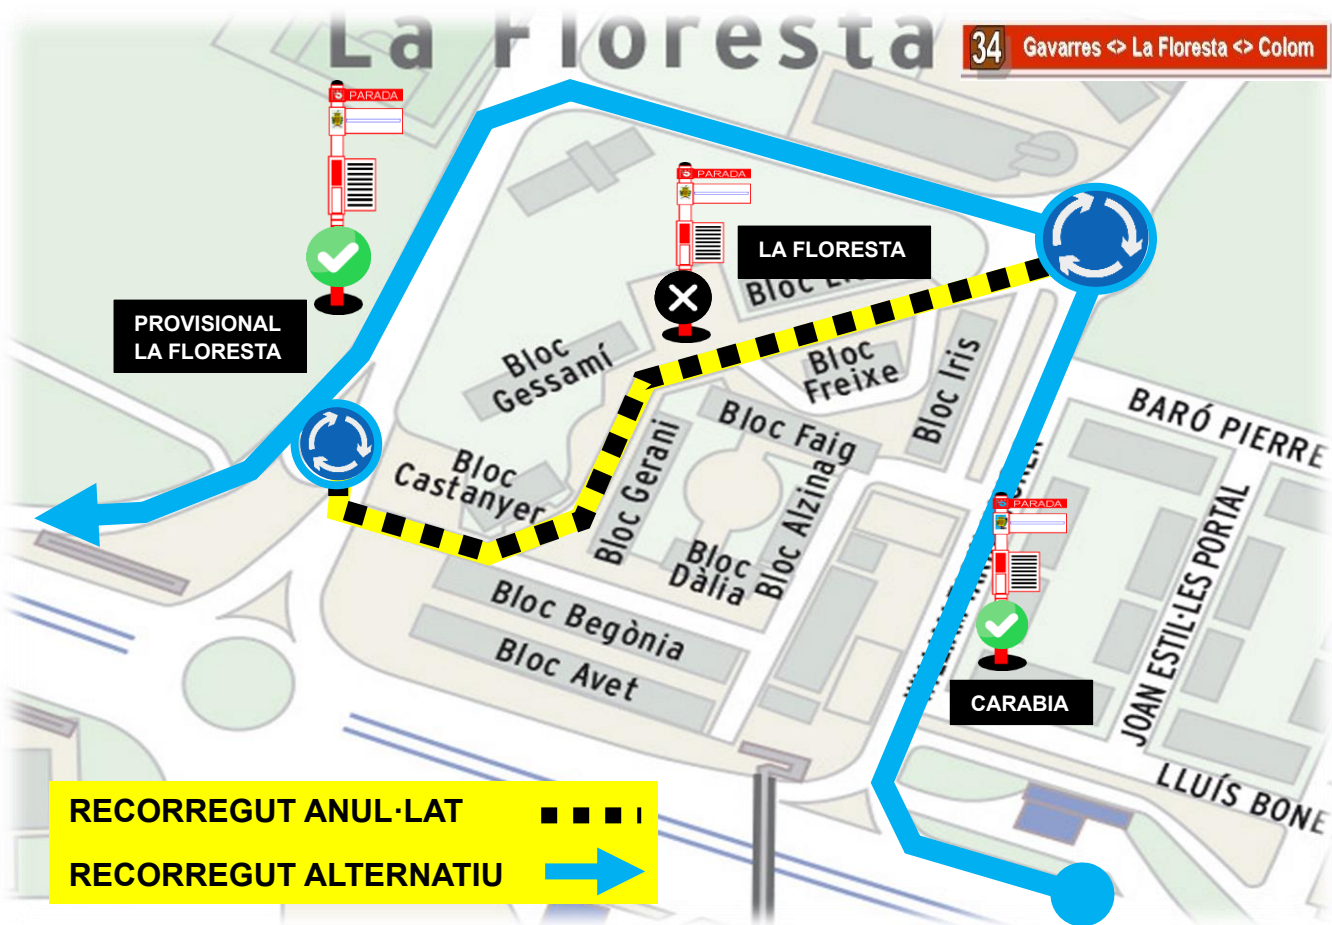 La Floresta
34 Gavarres <> La Floresta <> Colom
PARADA
PARADA
LA FLORESTA
PROVISIONAL
LA FLORESTA
Bloc
Gessamí
Bloc
Freixe
Bloc Iris
BARÓ PIERRE
Bloc Faig
Bloc
Castanyer
Bloc Gerani
Bloc Alzina
Bloc
Dàlia
JOAN ESTIL·LES PORTAL
PARADA
Bloc Begònia
Bloc Avet
CARABIA
LLUÍS BONE
RECORREGUT ANUL·LAT
RECORREGUT ALTERNATIU